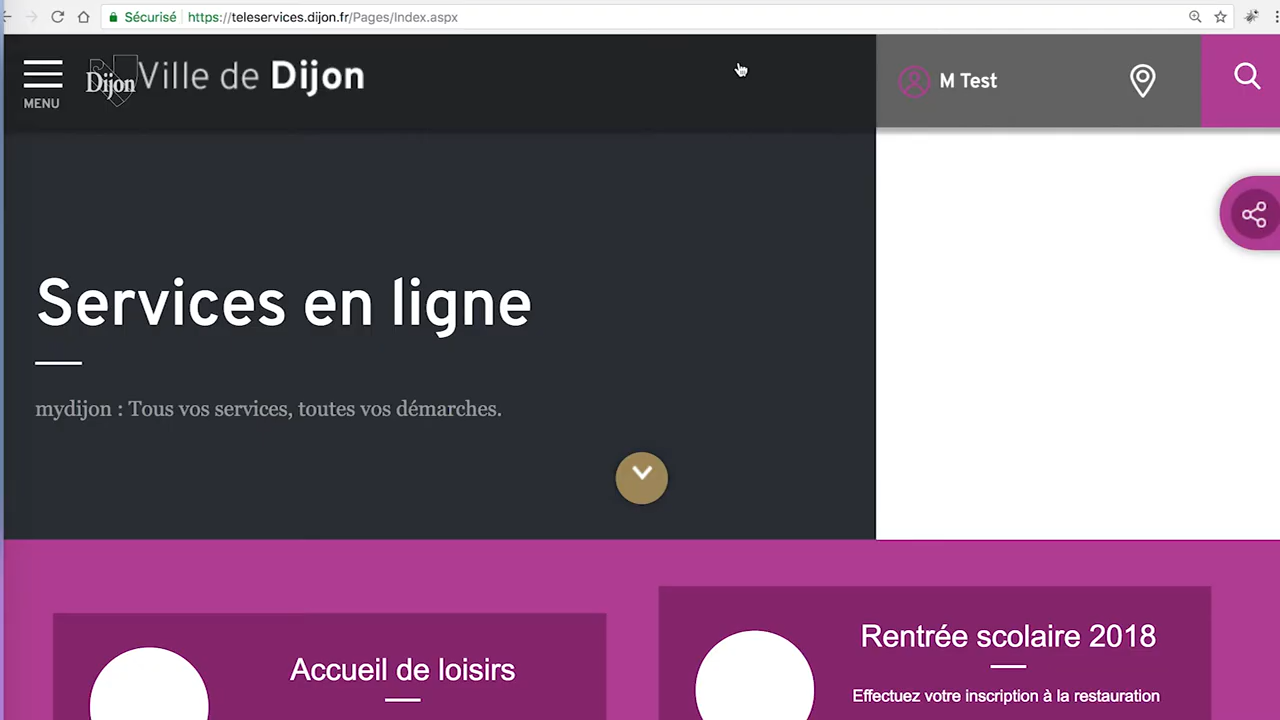 Sécurisé https://teleservices.dijon.fr/Pages/Index.aspx
MENU
Dijon
Ville de Dijon
M Test
Services en ligne
mydijon : Tous vos services, toutes vos démarches.
Accueil de loisirs
Rentrée scolaire 2018
Effectuez votre inscription à la restauration